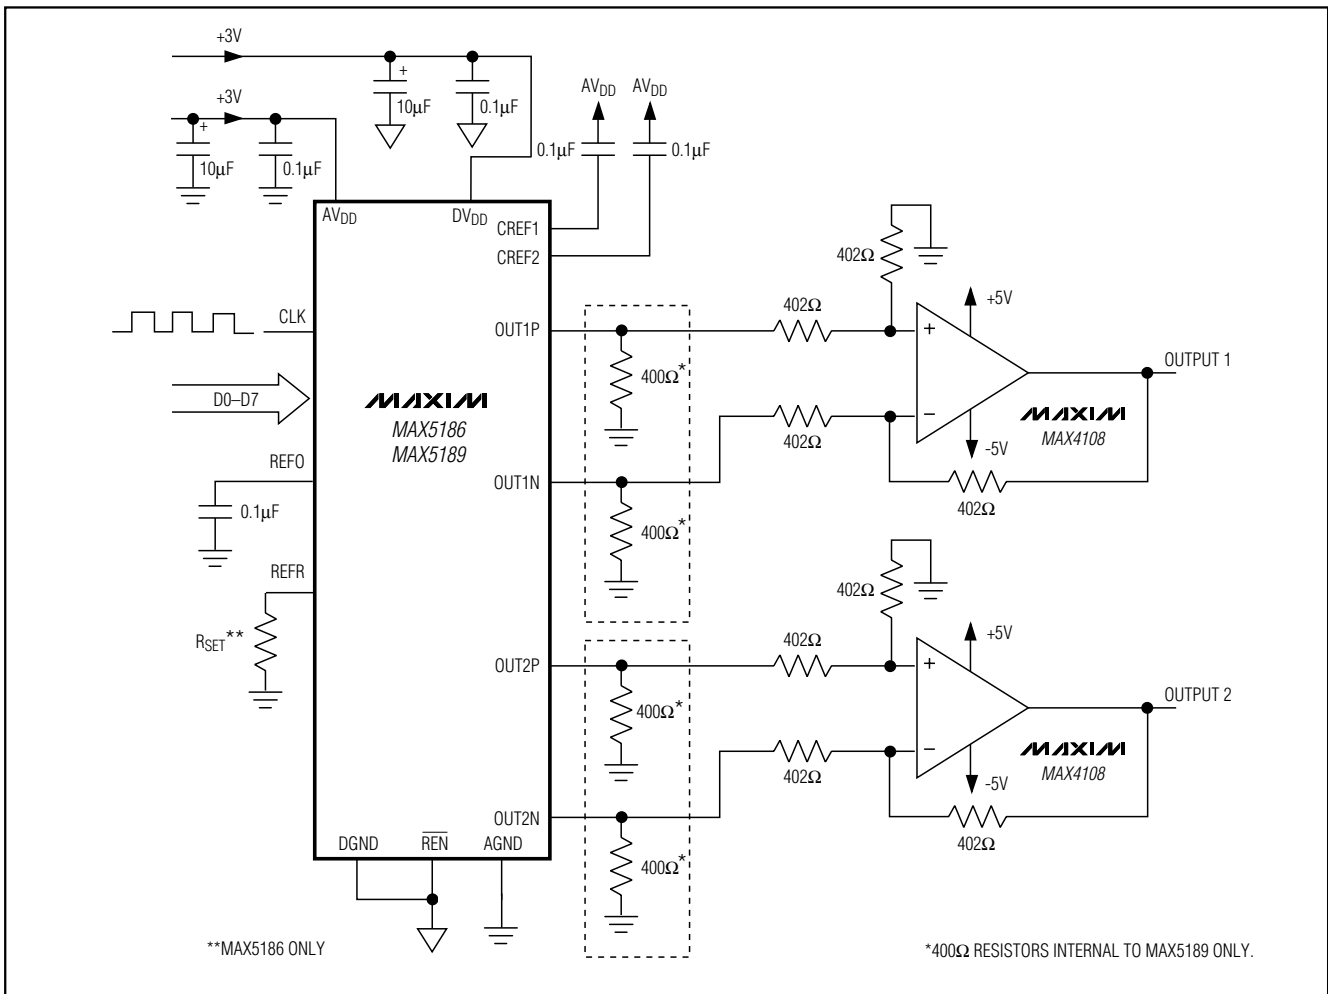 +3V
+
10µF
0.1µF
AVDD
AVDD
+3V
+
10µF
0.1µF
0.1µF
0.1µF
AVDD
DVDD
CREF1
CREF2
402Ω
402Ω
+5V
CLK
OUT1P
+
OUTPUT 1
400Ω*
D0–D7
MAXIM
MAX5186
MAX5189
402Ω
−
MAXIM
MAX4108
-5V
REFO
OUT1N
402Ω
0.1µF
400Ω*
REFR
402Ω
RSET**
402Ω
+5V
OUT2P
+
OUTPUT 2
400Ω*
402Ω
−
MAXIM
MAX4108
-5V
OUT2N
402Ω
DGND
REN
AGND
400Ω*
**MAX5186 ONLY
*400Ω RESISTORS INTERNAL TO MAX5189 ONLY.